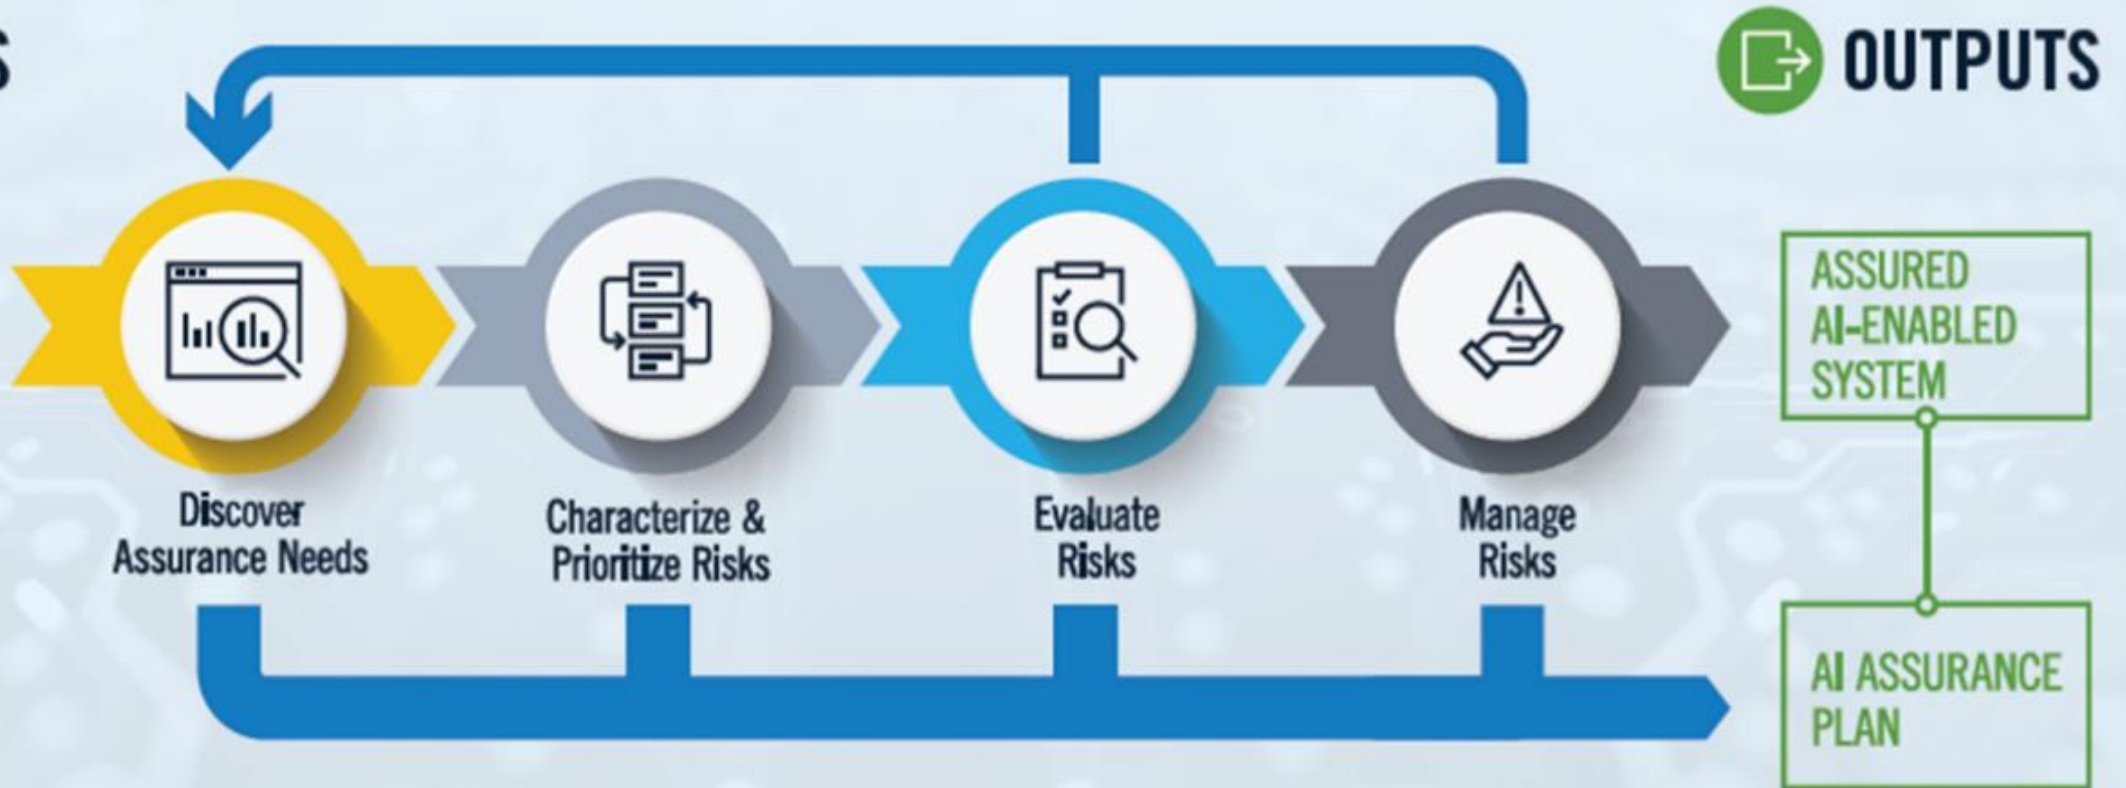 S
OUTPUTS
Discover
Assurance Needs
Characterize &
Prioritize Risks
Evaluate
Risks
Manage
Risks
ASSURED
AI-ENABLED
SYSTEM
AI ASSURANCE
PLAN